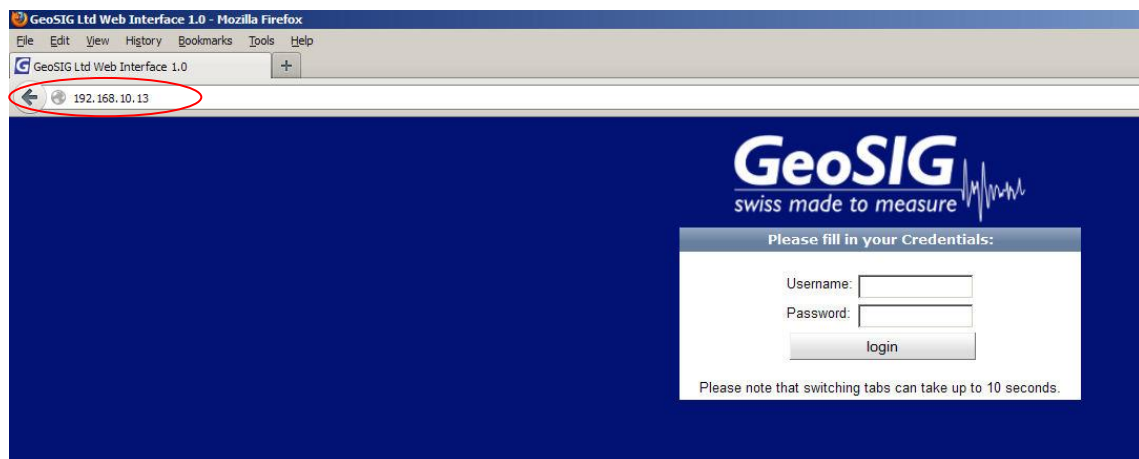 GeoSIG Ltd Web Interface 1.0 - Mozilla Firefox
File Edit View History Bookmarks Tools Help
G GeoSIG Ltd Web Interface 1.0 +
192.168.10.13
GeoSIG
swiss made to measure
Please fill in your Credentials:
Username:
Password:
login
Please note that switching tabs can take up to 10 seconds.